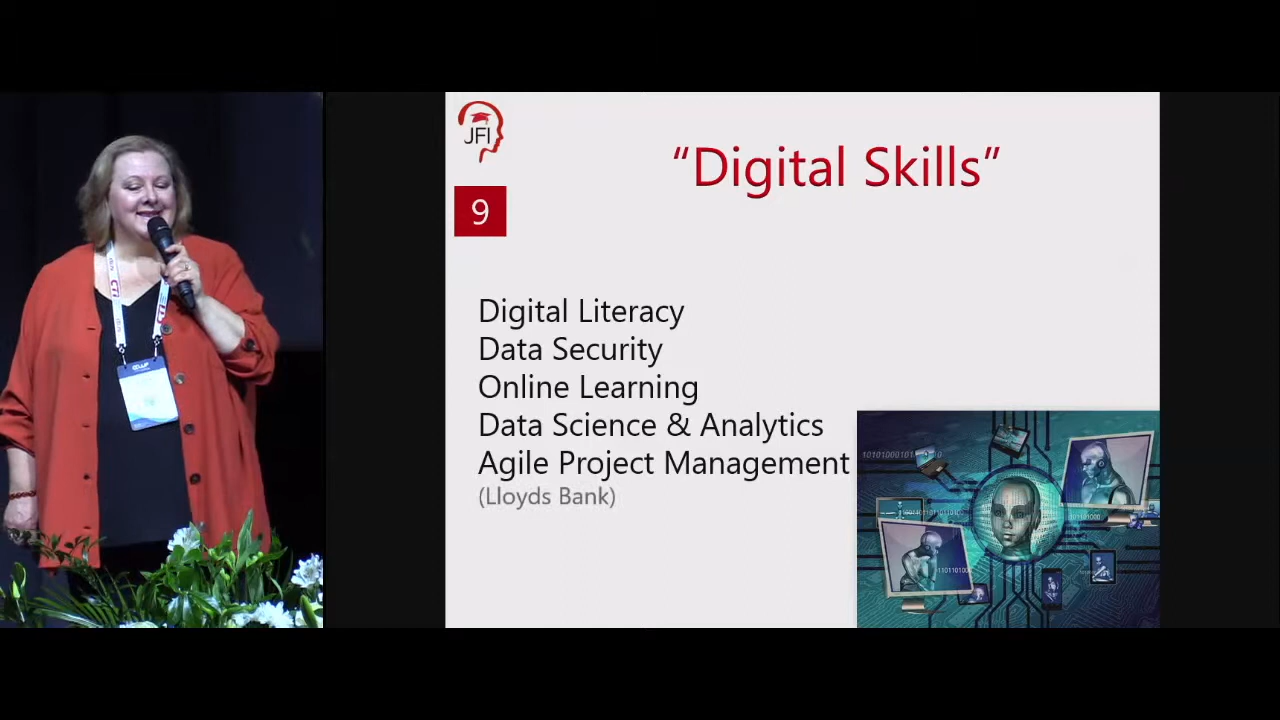 JFI
“Digital Skills”
9
Digital Literacy
Data Security
Online Learning
Data Science & Analytics
Agile Project Management
(Lloyds Bank)